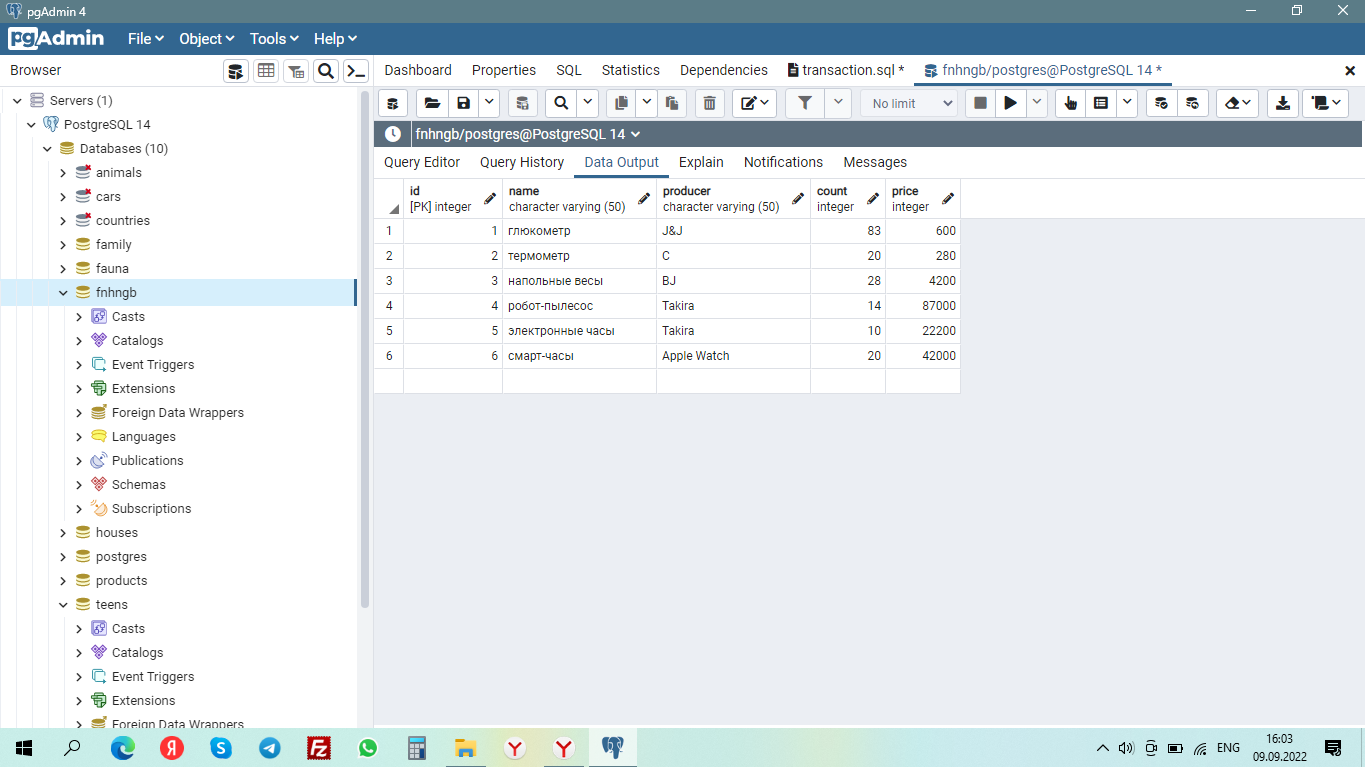 pgAdmin 4
pgAdmin File Object Tools Help
Browser
Dashboard Properties SQL Statistics Dependencies transaction.sql * fnhngb/postgres@PostgreSQL 14 *
No limit
fnhngb/postgres@PostgreSQL 14
Query Editor Query History Data Output Explain Notifications Messages
Servers (1)
PostgreSQL 14
Databases (10)
animals
cars
countries
family
fauna
fnhngb
Casts
Catalogs
Event Triggers
Extensions
Foreign Data Wrappers
Languages
Publications
Schemas
Subscriptions
houses
postgres
products
teens
Casts
Catalogs
Event Triggers
Extensions
Foreign Data Wrappers
id name producer count price
[PK] integer character varying (50) character varying (50) integer integer
1 1 глюкометр J&J 83 600
2 2 термометр C 20 280
3 3 напольные весы BJ 28 4200
4 4 робот-пылесос Takira 14 87000
5 5 электронные часы Takira 10 22200
6 6 смарт-часы Apple Watch 20 42000
ENG
16:03
09.09.2022